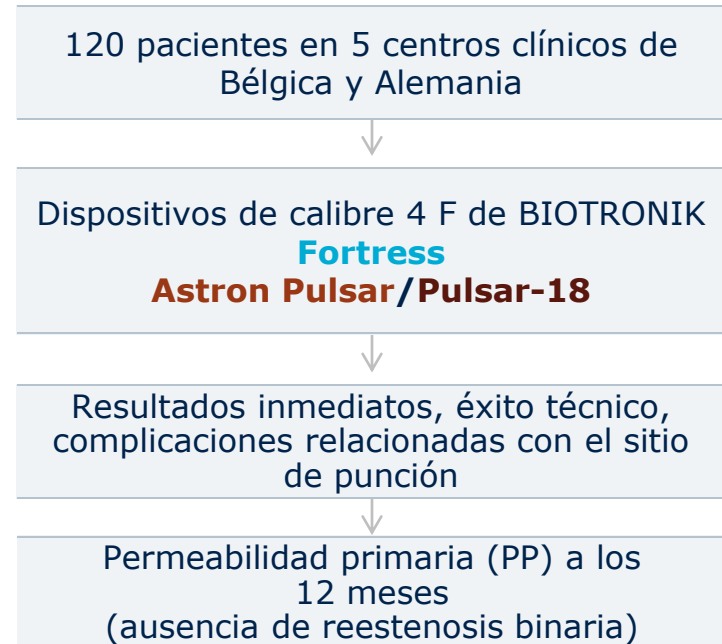 120 pacientes en 5 centros clínicos de
Bélgica y Alemania
Dispositivos de calibre 4 F de BIOTRONIK
Fortress
Astron Pulsar/Pulsar-18
Resultados inmediatos, éxito técnico,
complicaciones relacionadas con el sitio
de punción
Permeabilidad primaria (PP) a los
12 meses
(ausencia de reestenosis binaria)